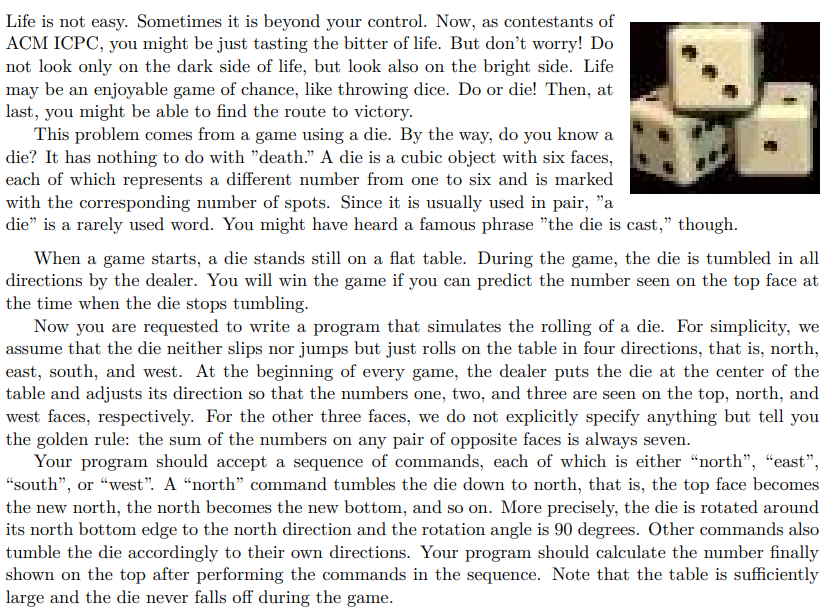 Life is not easy. Sometimes it is beyond your control. Now, as contestants of
ACM ICPC, you might be just tasting the bitter of life. But don't worry! Do
not look only on the dark side of life, but look also on the bright side. Life
may be an enjoyable game of chance, like throwing dice. Do or die! Then, at
last, you might be able to find the route to victory.
This problem comes from a game using a die. By the way, do you know a
die? It has nothing to do with "death." A die is a cubic object with six faces,
each of which represents a different number from one to six and is marked
with the corresponding number of spots. Since it is usually used in pair, "a
die" is a rarely used word. You might have heard a famous phrase "the die is cast," though.
When a game starts, a die stands still on a flat table. During the game, the die is tumbled in all
directions by the dealer. You will win the game if you can predict the number seen on the top face at
the time when the die stops tumbling.
Now you are requested to write a program that simulates the rolling of a die. For simplicity, we
assume that the die neither slips nor jumps but just rolls on the table in four directions, that is, north,
east, south, and west. At the beginning of every game, the dealer puts the die at the center of the
table and adjusts its direction so that the numbers one, two, and three are seen on the top, north, and
west faces, respectively. For the other three faces, we do not explicitly specify anything but tell you
the golden rule: the sum of the numbers on any pair of opposite faces is always seven.
Your program should accept a sequence of commands, each of which is either "north", "east",
"south", or "west". A "north" command tumbles the die down to north, that is, the top face becomes
the new north, the north becomes the new bottom, and so on. More precisely, the die is rotated around
its north bottom edge to the north direction and the rotation angle is 90 degrees. Other commands also
tumble the die accordingly to their own directions. Your program should calculate the number finally
shown on the top after performing the commands in the sequence. Note that the table is sufficiently
large and the die never falls off during the game.